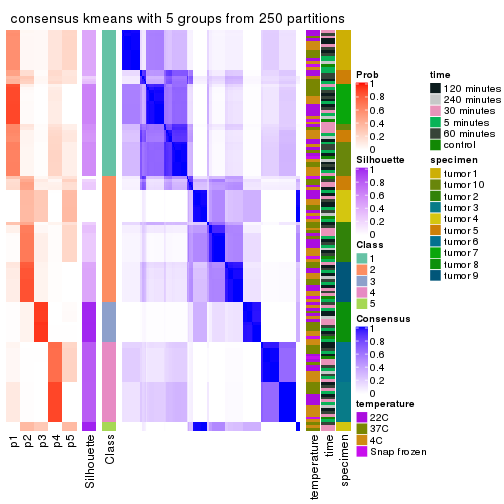 consensus kmeans with 5 groups from 250 partitions
Prob
1
0.8
0.6
0.4
0.2
0
Silhouette
1
0.8
0.6
0.4
0.2
0
Class
1
2
3
4
5
Consensus
1
0.8
0.6
0.4
0.2
0
temperature
22C
37C
4C
Snap frozen
time
120 minutes
240 minutes
30 minutes
5 minutes
60 minutes
control
specimen
tumor 1
tumor 10
tumor 2
tumor 3
tumor 4
tumor 5
tumor 6
tumor 7
tumor 8
tumor 9
p1
p2
p3
p4
p5
Silhouette
Class
temperature
time
specimen